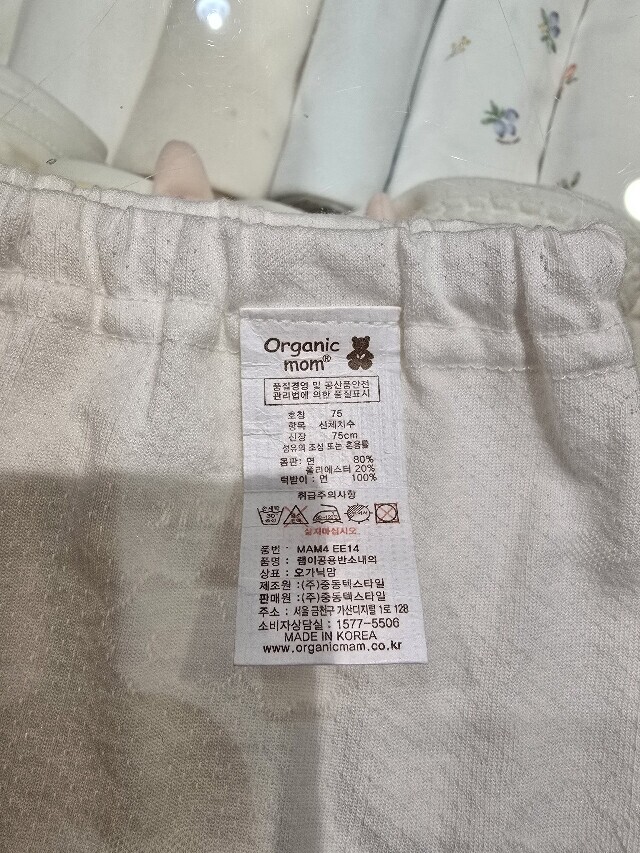 Organic
mom®
품질경영 및 공산품안전
관리법에 의한 품질표시
호칭 75
항목 신체치수
신장 75cm
섬유의 조성 또는 혼용률
몸판: 면 80%
폴리에스터 20%
턱받이: 면 100%
취급주의사항
삶지마십시오.
품번 : MAM4 EE14
품명 : 램이공용반소내의
상표 : 오가닉맘
제조원 : (주)중동텍스타일
판매원 : (주)중동텍스타일
주소 : 서울 금천구 가산디지털 1로 128
소비자상담실 : 1577-5506
MADE IN KOREA
www.organicmam.co.kr